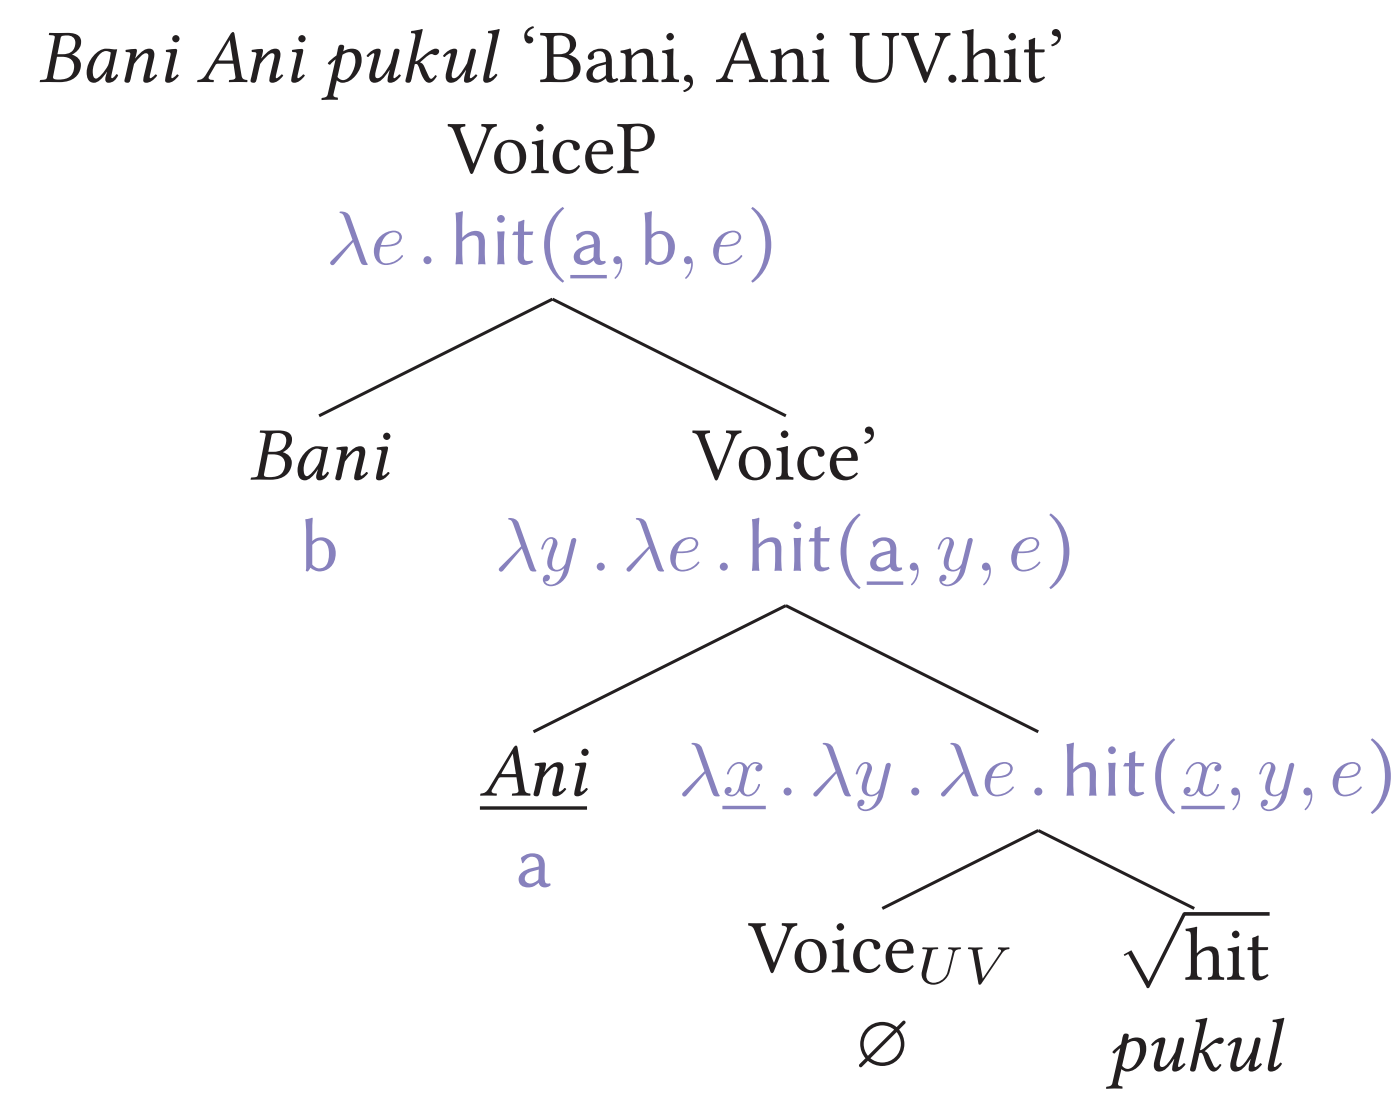 Bani Ani pukul ‘Bani, Ani UV.hit’
VoiceP
λe . hit(a, b, e)
Bani Voice’
b λy . λe . hit(a, y, e)
Ani λx . λy . λe . hit(x, y, e)
a
Voice_UV √hit
∅ pukul